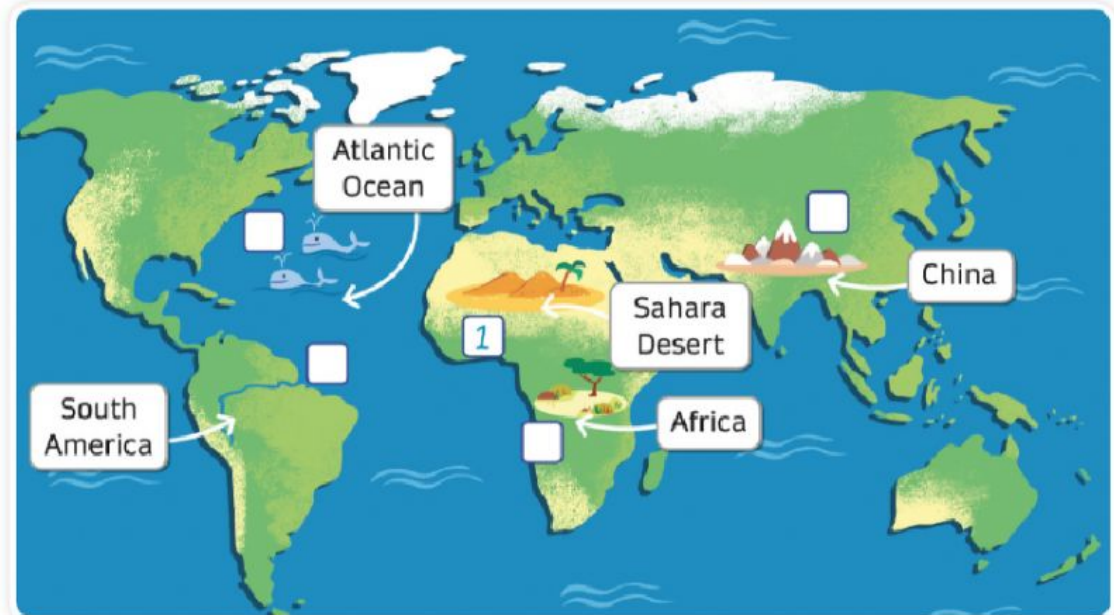 Atlantic
Ocean
China
Sahara
Desert
1
South
America
Africa